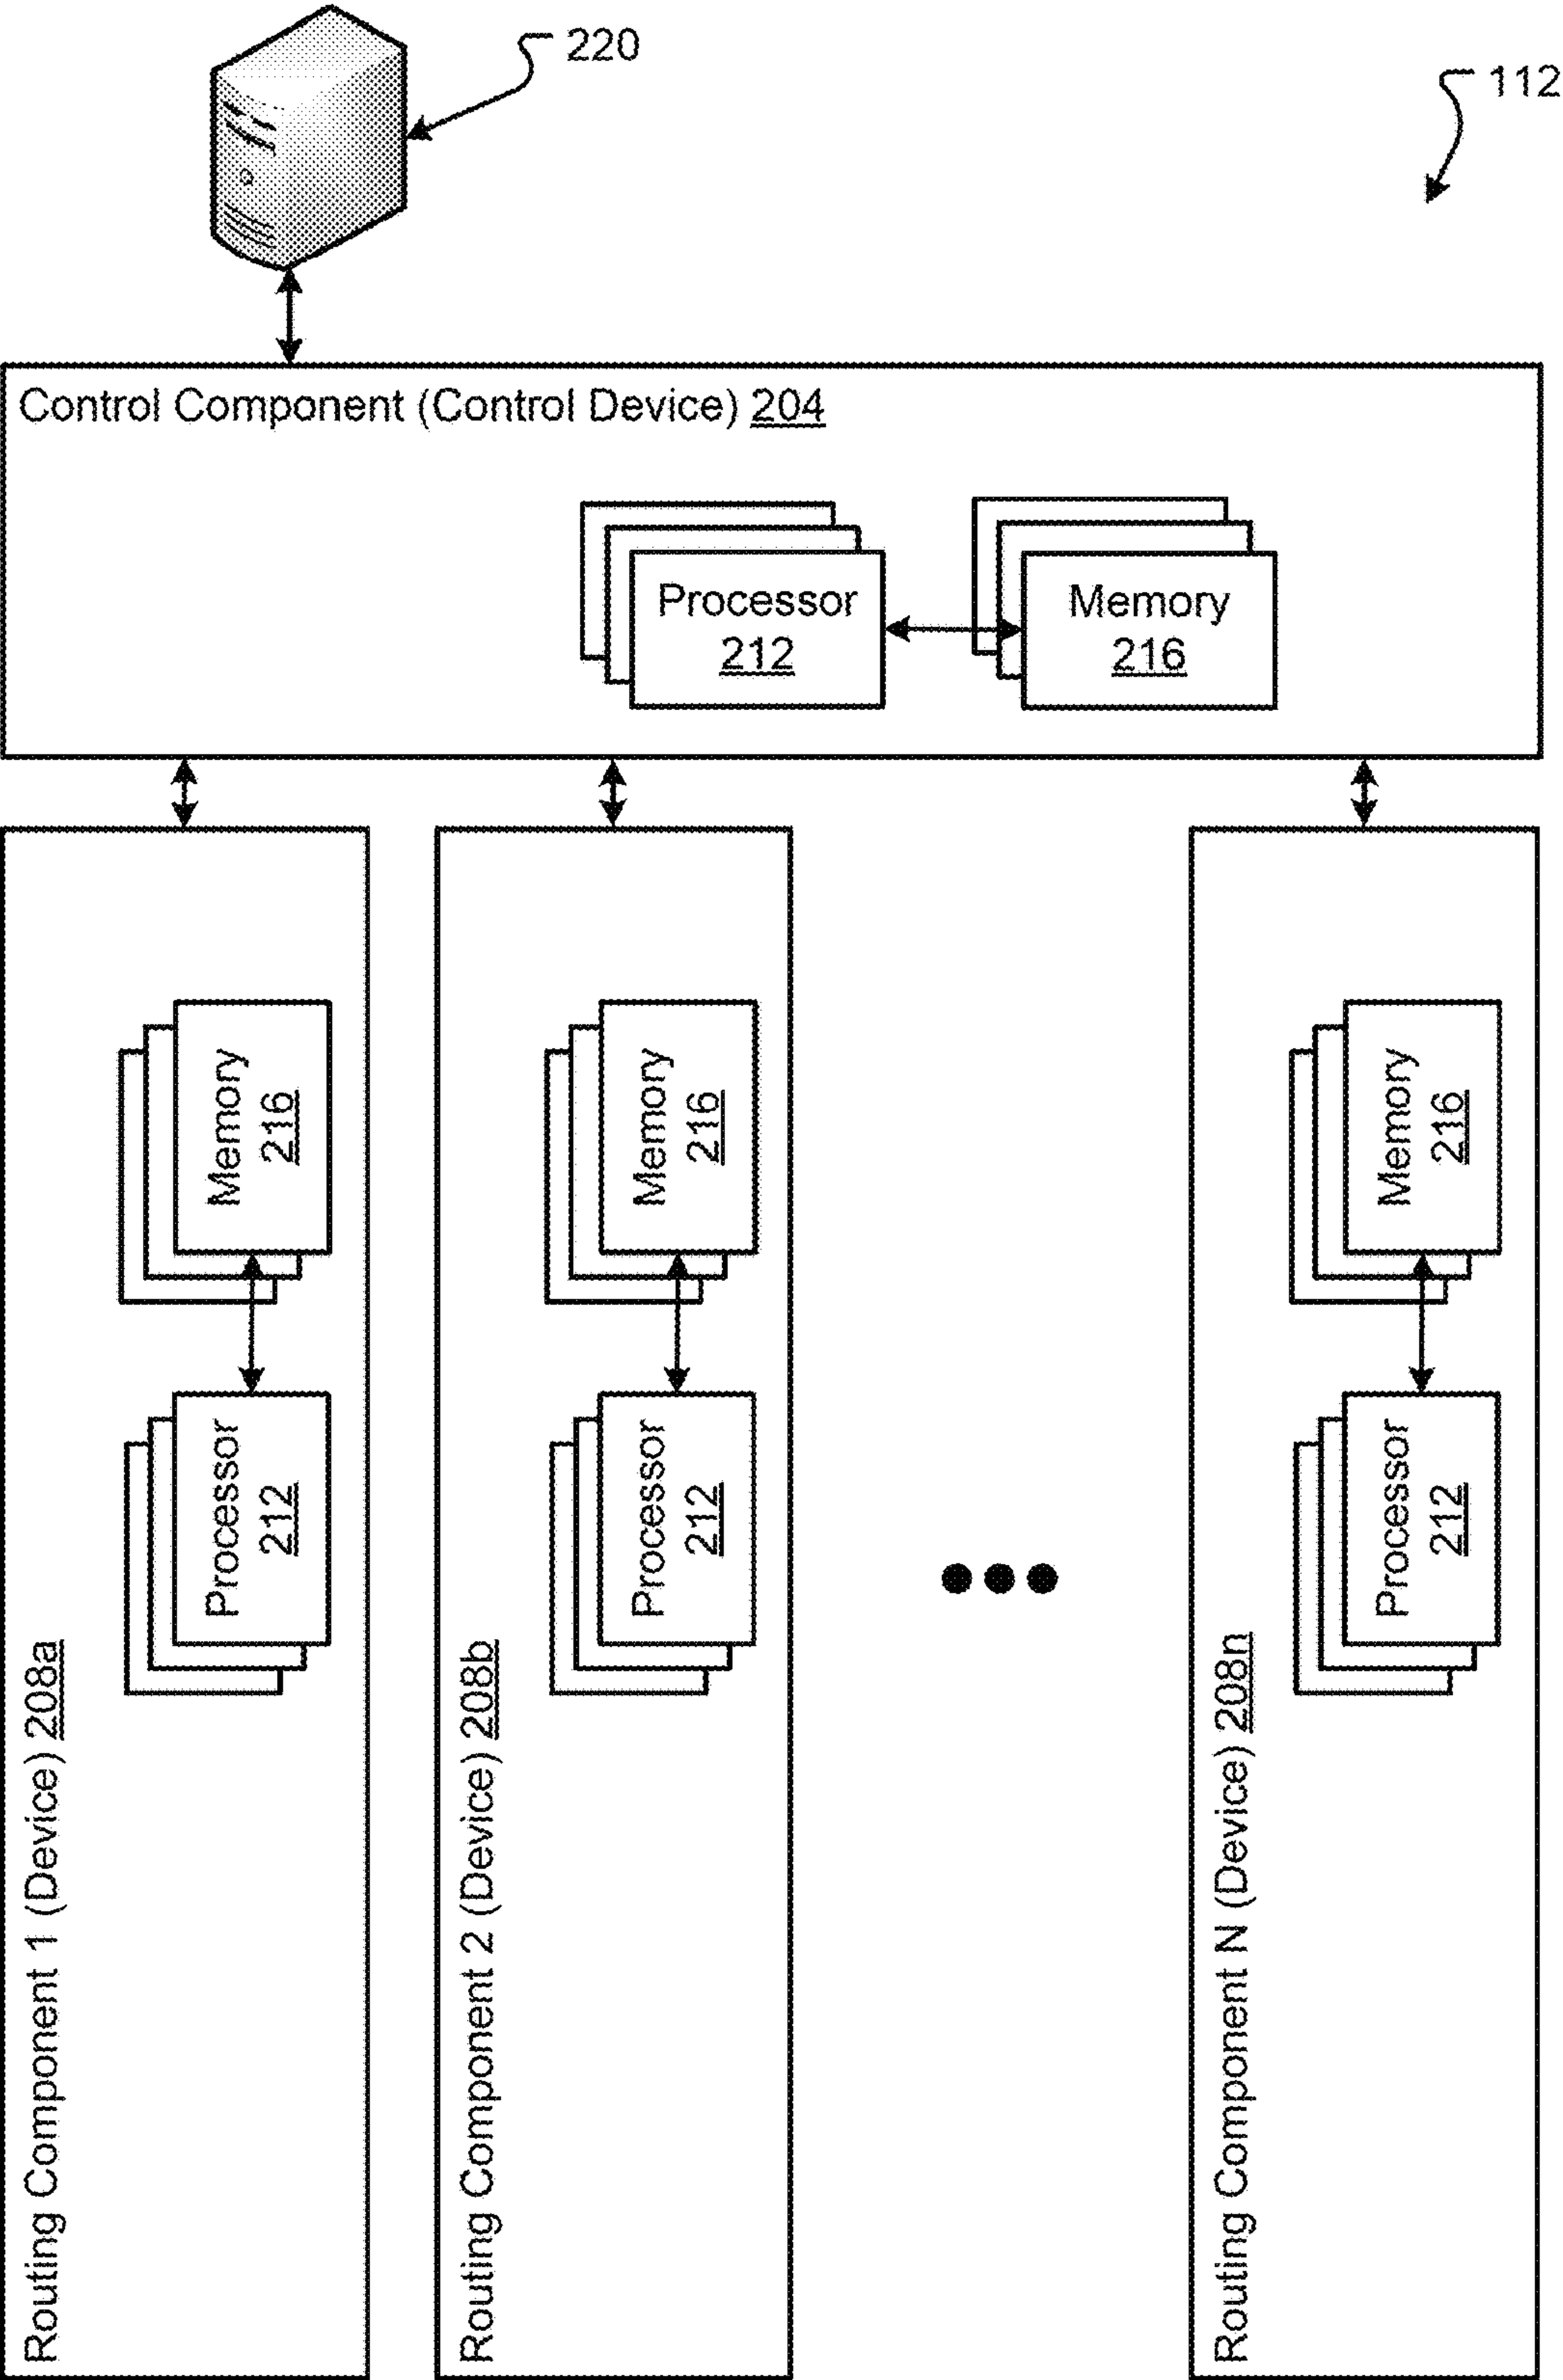 220
112
Control Component (Control Device) 204
Processor
212
Memory
216
Routing Component 1 (Device) 208a
Processor
212
Memory
216
Routing Component 2 (Device) 208b
Processor
212
Memory
216
Routing Component N (Device) 208n
Processor
212
Memory
216